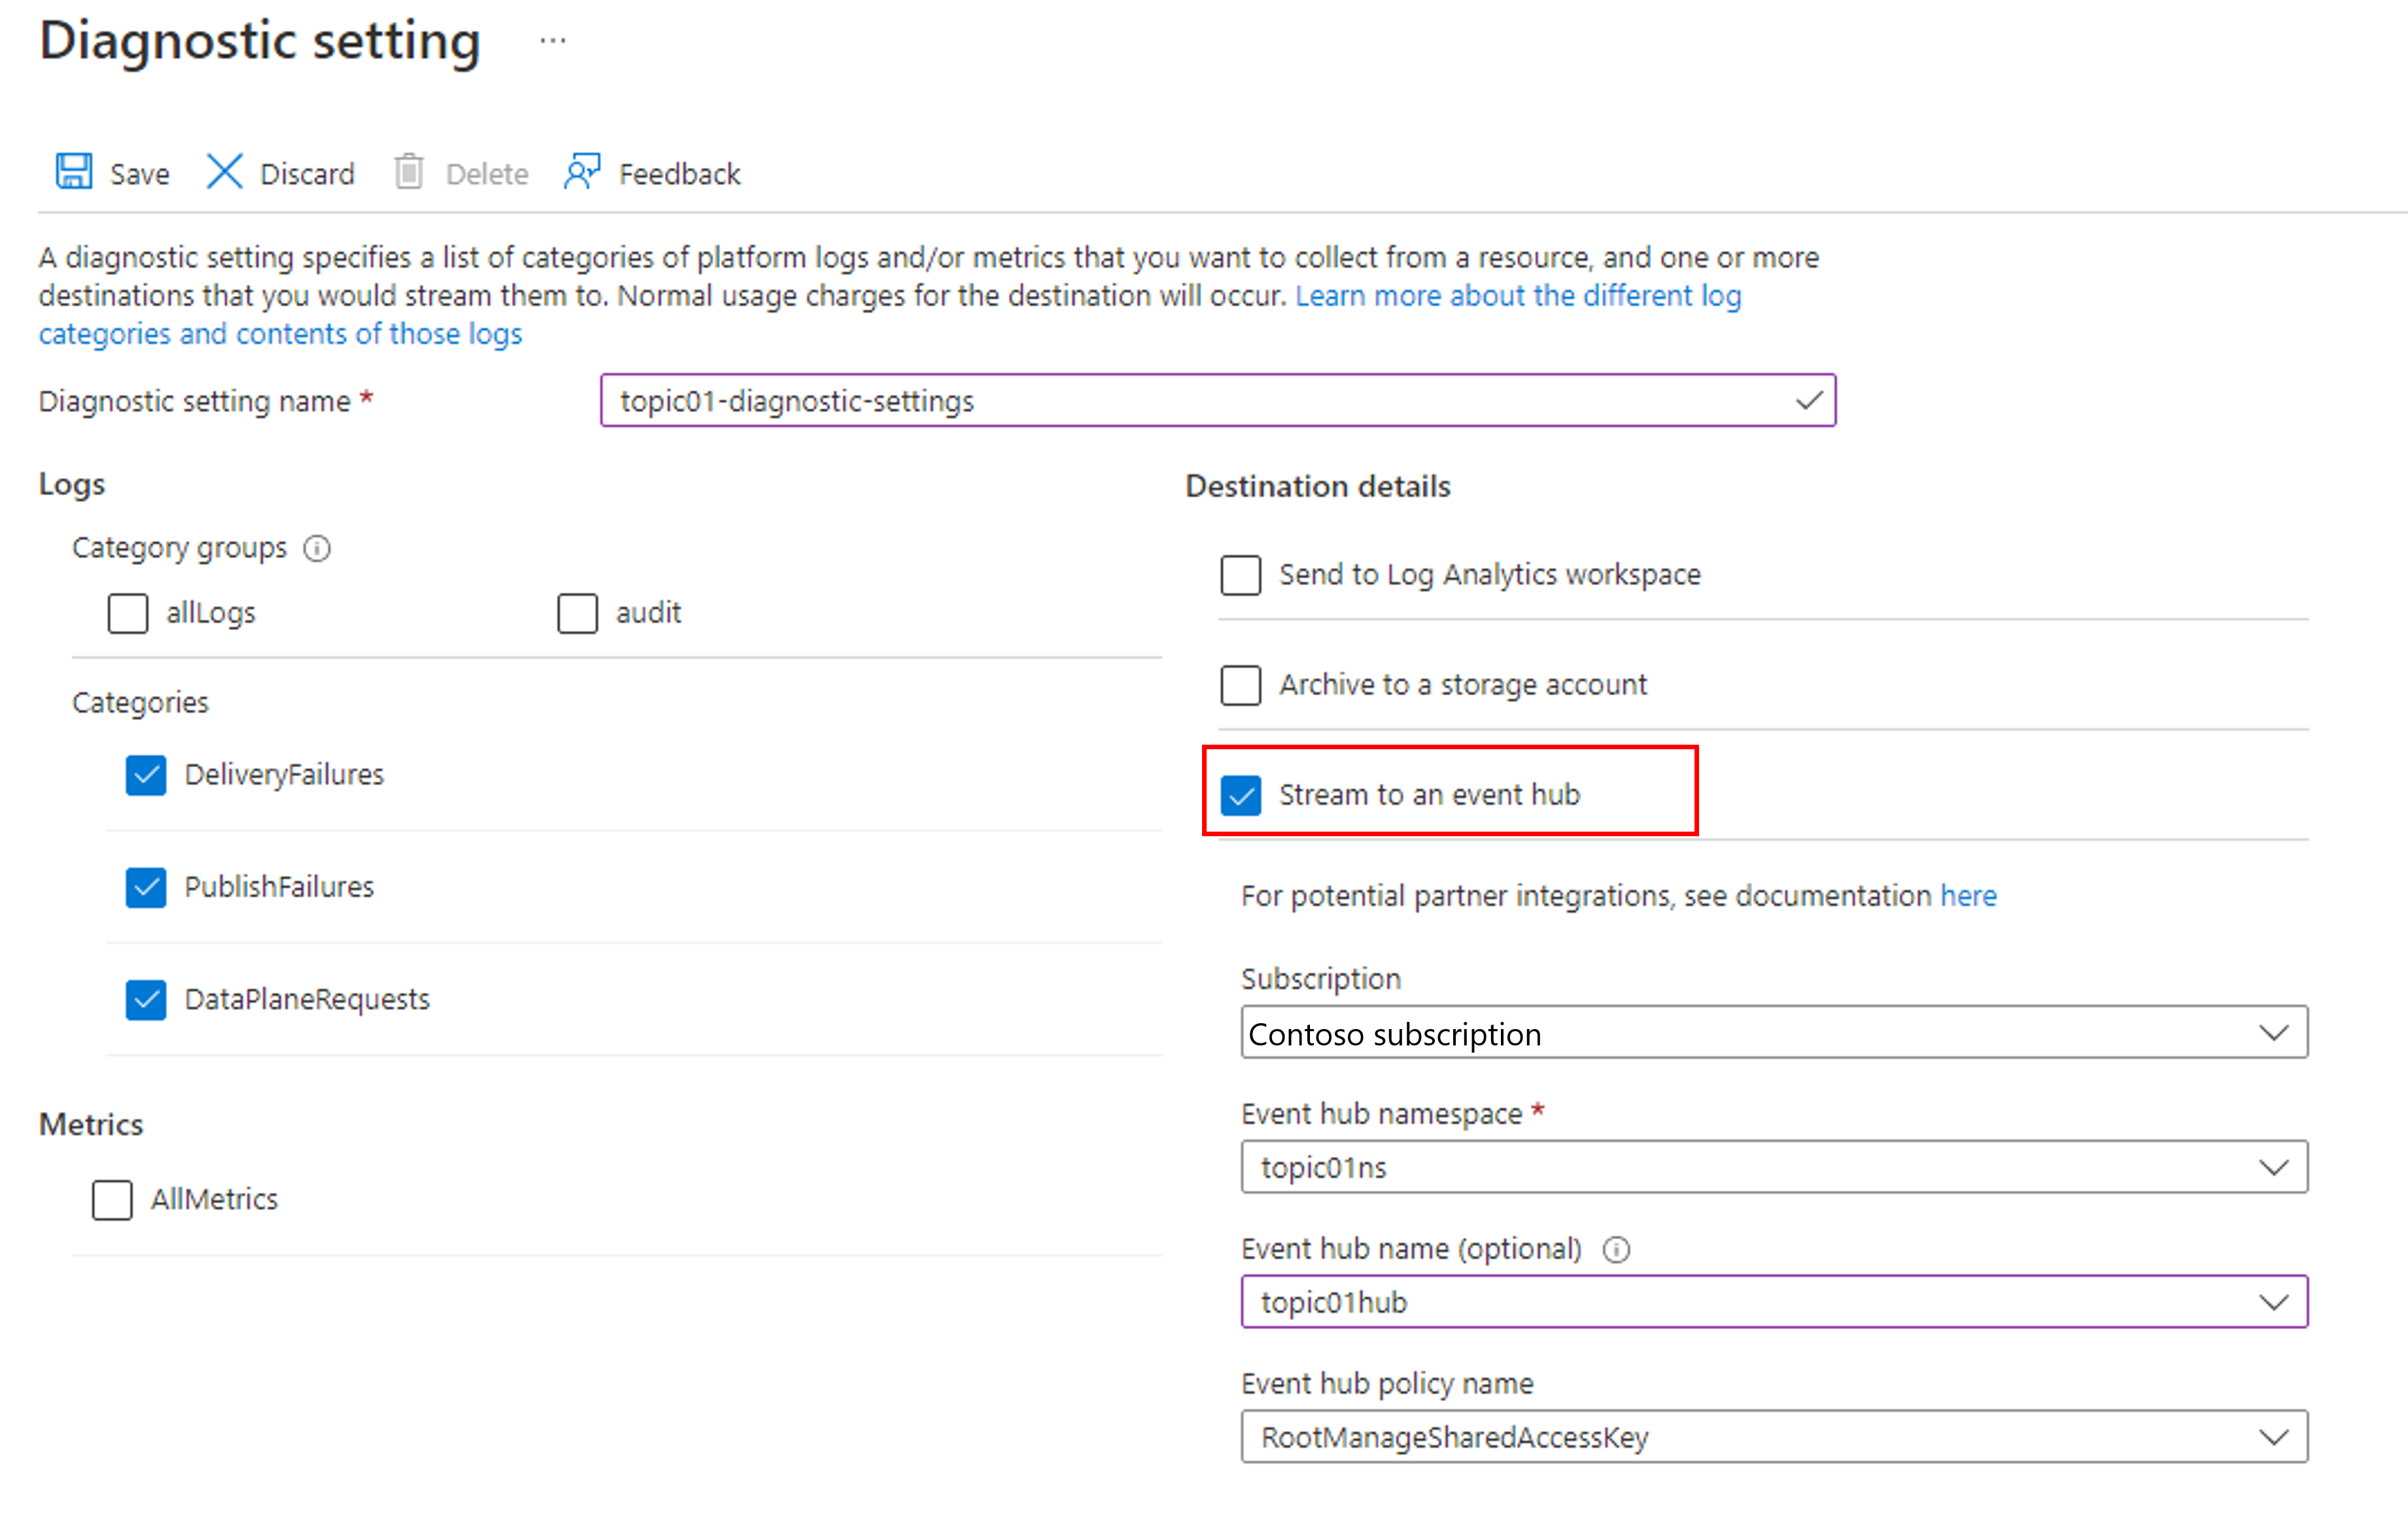 Diagnostic setting ...
Save Discard Delete Feedback
A diagnostic setting specifies a list of categories of platform logs and/or metrics that you want to collect from a resource, and one or more
destinations that you would stream them to. Normal usage charges for the destination will occur. Learn more about the different log
categories and contents of those logs
Diagnostic setting name *
topic01-diagnostic-settings
Logs
Category groups
allLogs
audit
Categories
DeliveryFailures
PublishFailures
DataPlaneRequests
Metrics
AllMetrics
Destination details
Send to Log Analytics workspace
Archive to a storage account
Stream to an event hub
For potential partner integrations, see documentation here
Subscription
Contoso subscription
Event hub namespace *
topic01ns
Event hub name (optional)
topic01hub
Event hub policy name
RootManageSharedAccessKey